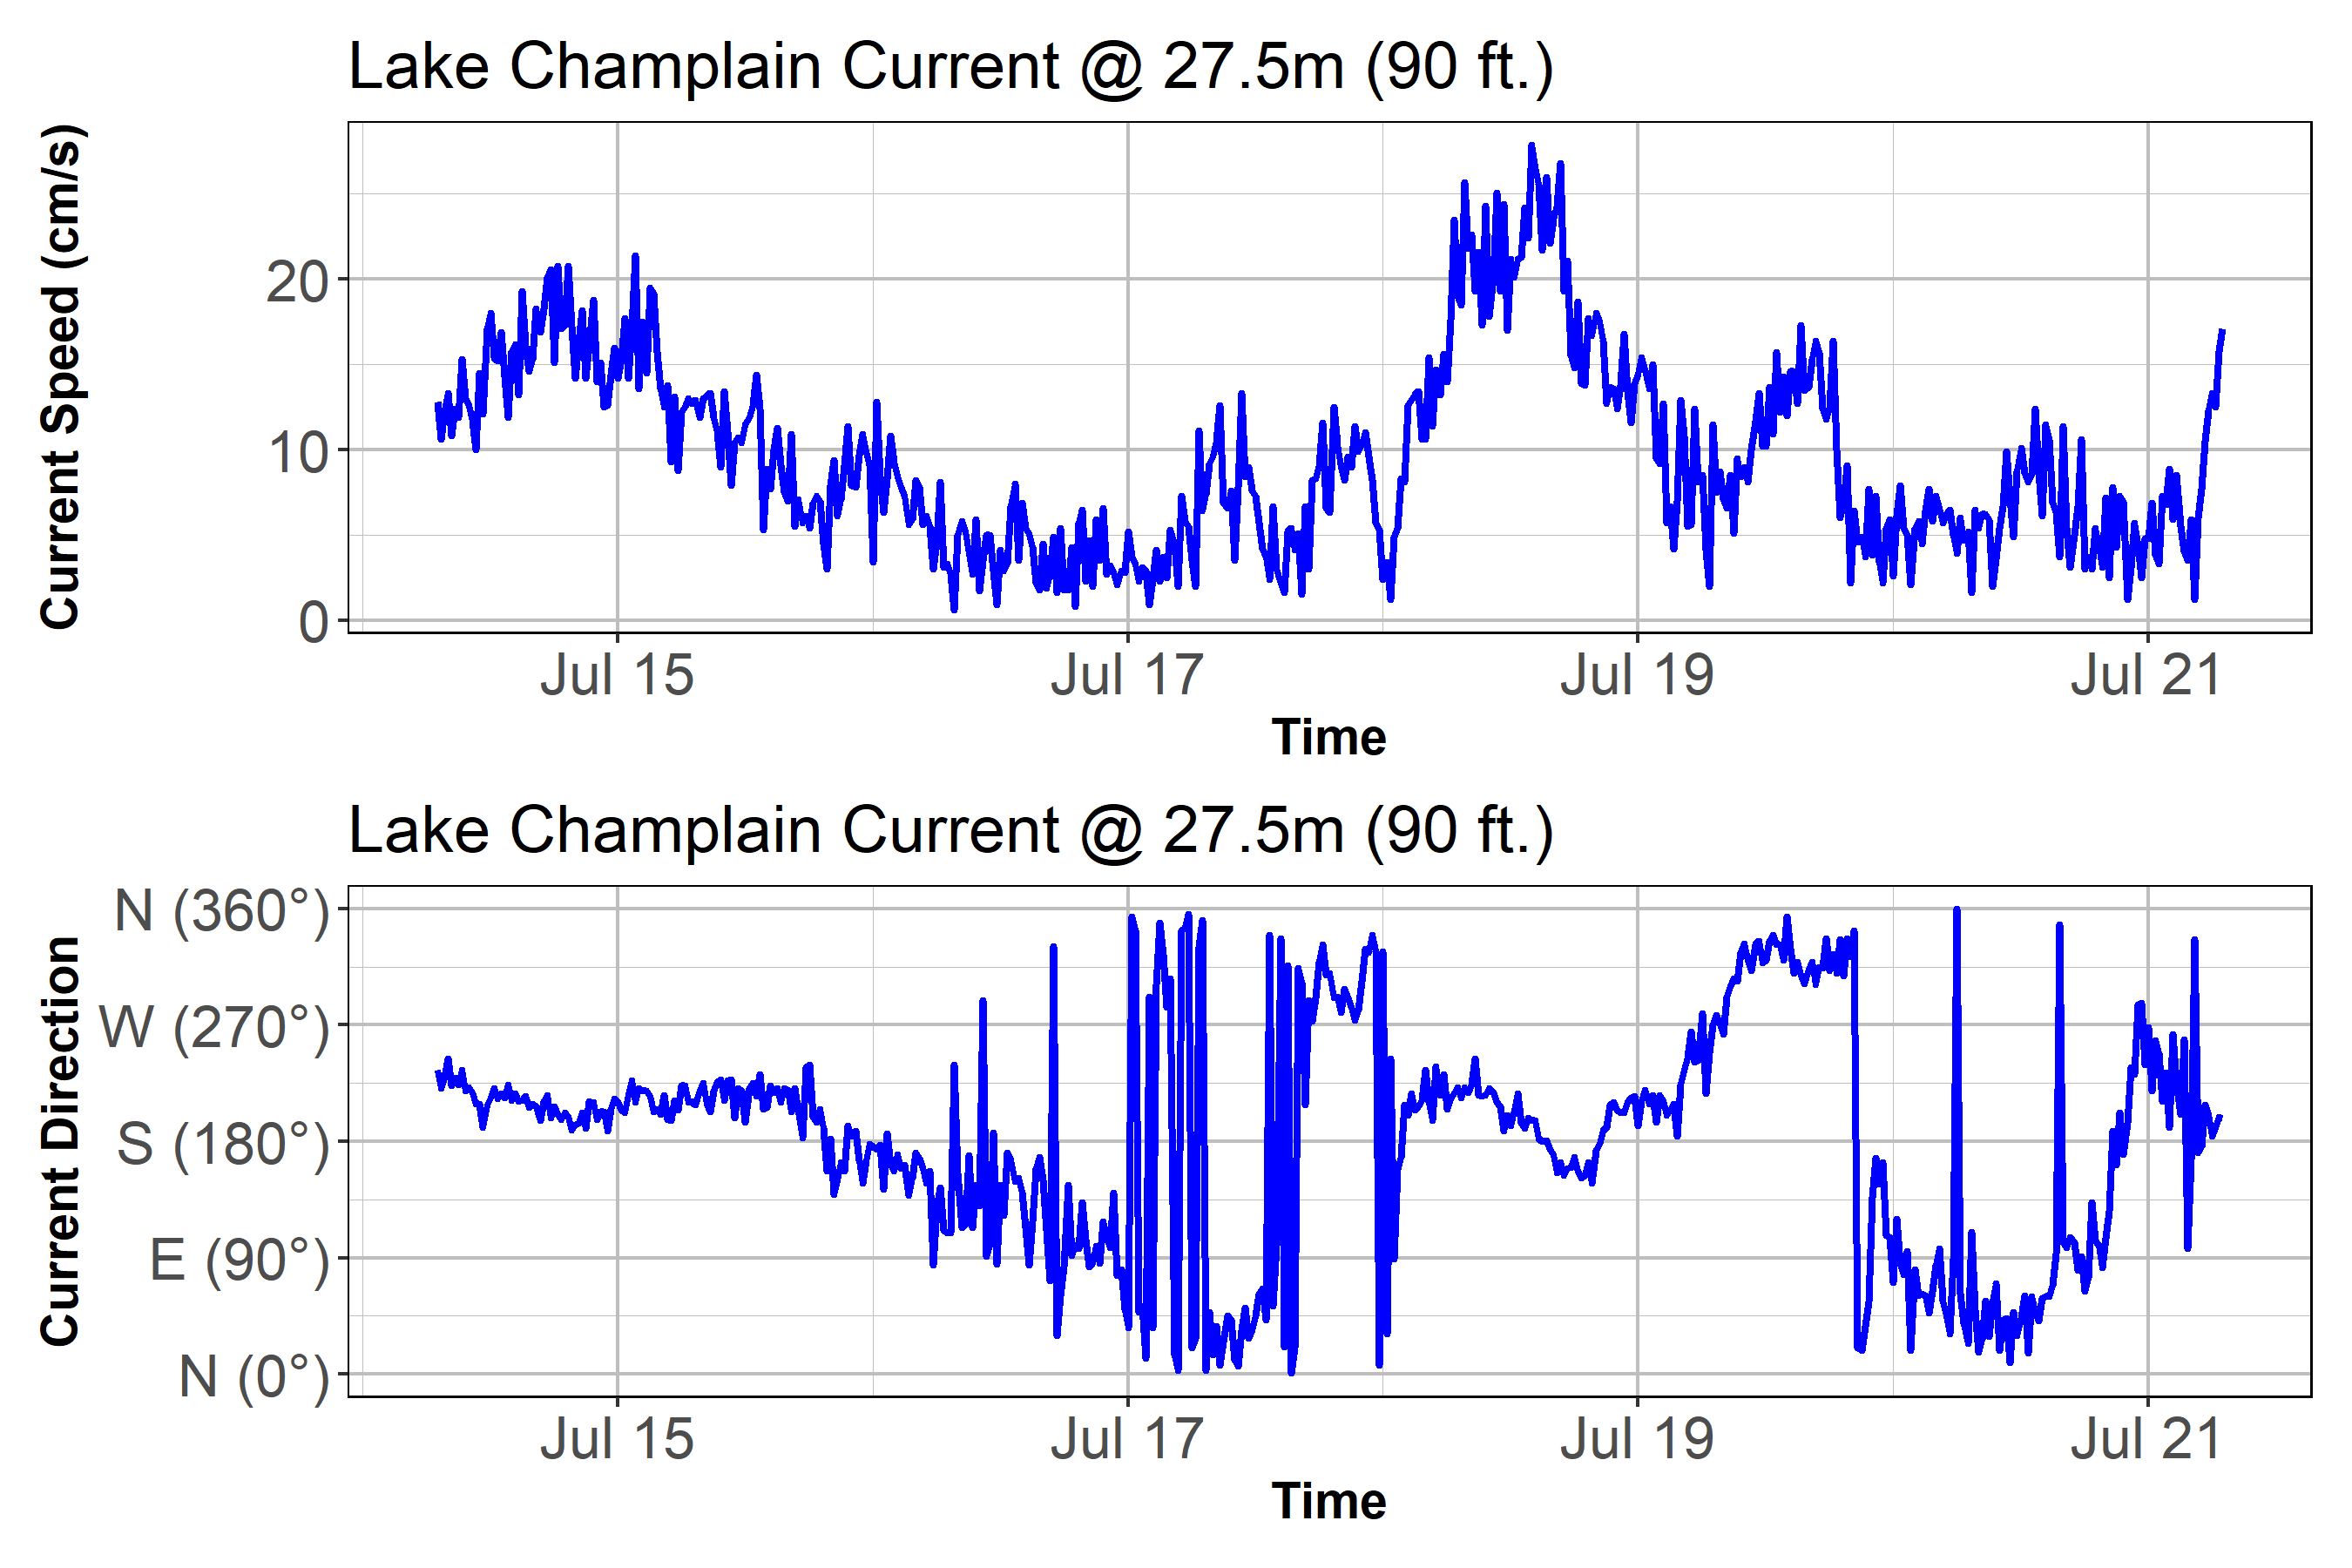 Lake Champlain Current @ 27.5m (90 ft.)
Current Speed (cm/s)
20
10
0
Jul 15 Jul 17 Jul 19 Jul 21
Time
Lake Champlain Current @ 27.5m (90 ft.)
Current Direction
N (360°)
W (270°)
S (180°)
E (90°)
N (0°)
Jul 15 Jul 17 Jul 19 Jul 21
Time